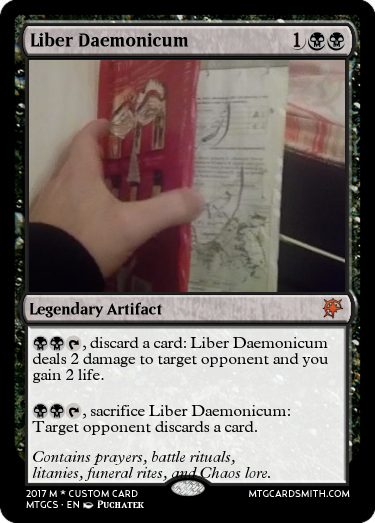 Liber Daemonicum 1
Legendary Artifact
, discard a card: Liber Daemonicum
deals 2 damage to target opponent and you
gain 2 life.
, sacrifice Liber Daemonicum:
Target opponent discards a card.
Contains prayers, battle rituals,
litanies, funeral rites, and Chaos lore.
2017 M * CUSTOM CARD
MTGCS · EN PUCHATEK
MTGCARDSMITH.COM